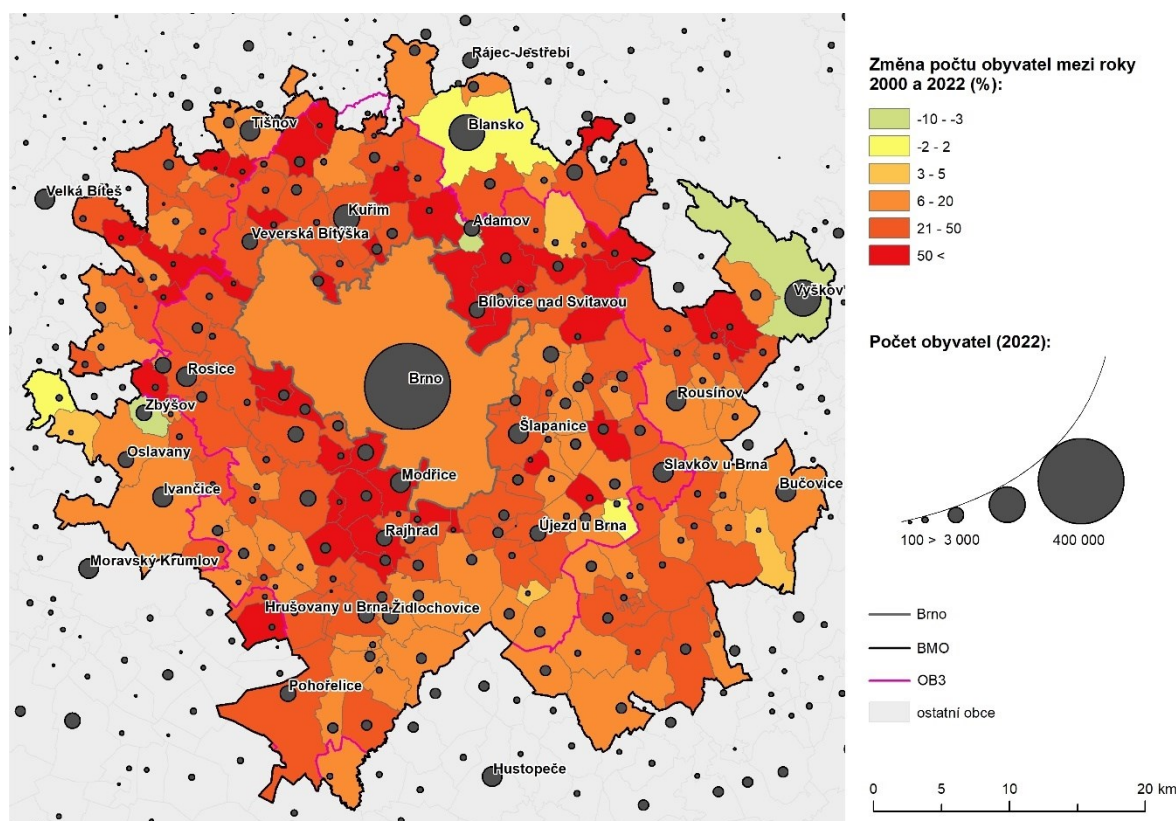 Rájec-Jestřebí
Tišnov
Blansko
Velká Bíteš
Kuřim
Adamov
Veverská Bítýška
Vyškov
Bílovice nad Svitavou
Rosice
Brno
Rousínov
Zbýšov
Šlapanice
Oslavany
Slavkov u Brna
Modřice
Bučovice
Ivančice
Rajhrad
Újezd u Brna
Moravský Krumlov
Hrušovany u Brna
Židlochovice
Pohořelice
Hustopeče
Změna počtu obyvatel mezi roky
2000 a 2022 (%):
-10 - -3
-2 - 2
3 - 5
6 - 20
21 - 50
50 <
Počet obyvatel (2022):
100 > 3 000 400 000
Brno
BMO
OB3
ostatní obce
0 5 10 20 km